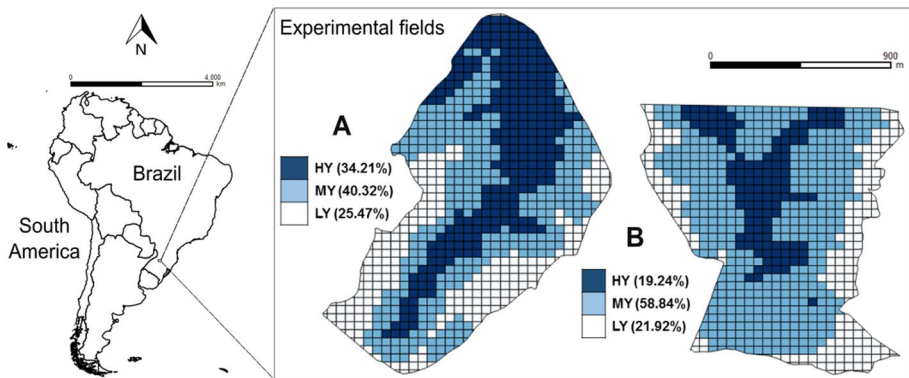 N
0 4.000
km
Brazil
South
America
Experimental fields
0 900
m
A
HY (34.21%)
MY (40.32%)
LY (25.47%)
B
HY (19.24%)
MY (58.84%)
LY (21.92%)